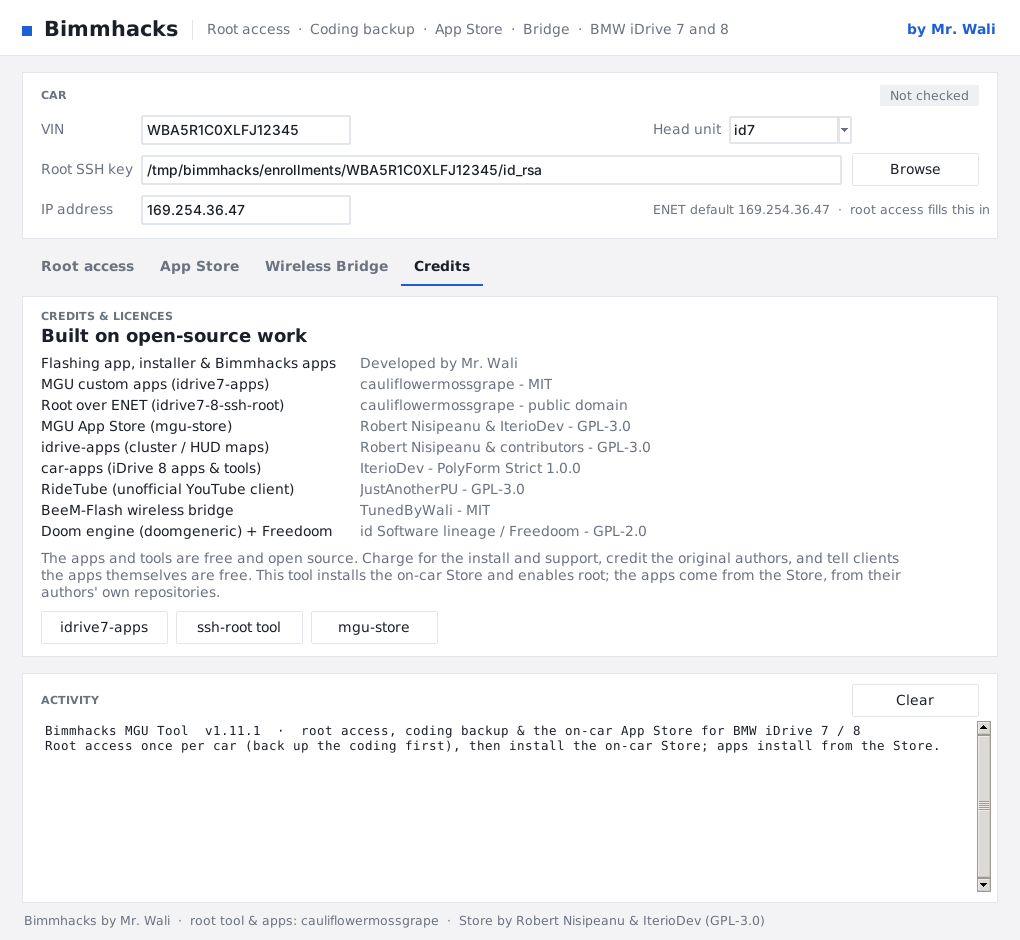 Bimmhacks Root access · Coding backup · App Store · Bridge · BMW iDrive 7 and 8 by Mr. Wali
CAR Not checked
VIN WBA5R1C0XLFJ12345 Head unit id7
Root SSH key /tmp/bimmhacks/enrollments/WBA5R1C0XLFJ12345/id_rsa Browse
IP address 169.254.36.47 ENET default 169.254.36.47 · root access fills this in
Root access App Store Wireless Bridge Credits
CREDITS & LICENCES
Built on open-source work
Flashing app, installer & Bimmhacks apps Developed by Mr. Wali
MGU custom apps (idrive7-apps) cauliflowermossgrape - MIT
Root over ENET (idrive7-8-ssh-root) cauliflowermossgrape - public domain
MGU App Store (mgu-store) Robert Nisipeanu & IterioDev - GPL-3.0
idrive-apps (cluster / HUD maps) Robert Nisipeanu & contributors - GPL-3.0
car-apps (iDrive 8 apps & tools) IterioDev - PolyForm Strict 1.0.0
RideTube (unofficial YouTube client) JustAnotherPU - GPL-3.0
BeeM-Flash wireless bridge TunedByWali - MIT
Doom engine (doomgeneric) + Freedoom id Software lineage / Freedoom - GPL-2.0
The apps and tools are free and open source. Charge for the install and support, credit the original authors, and tell clients
the apps themselves are free. This tool installs the on-car Store and enables root; the apps come from the Store, from their
authors' own repositories.
idrive7-apps ssh-root tool mgu-store
ACTIVITY Clear
Bimmhacks MGU Tool v1.11.1 · root access, coding backup & the on-car App Store for BMW iDrive 7 / 8
Root access once per car (back up the coding first), then install the on-car Store; apps install from the Store.
Bimmhacks by Mr. Wali · root tool & apps: cauliflowermossgrape · Store by Robert Nisipeanu & IterioDev (GPL-3.0)